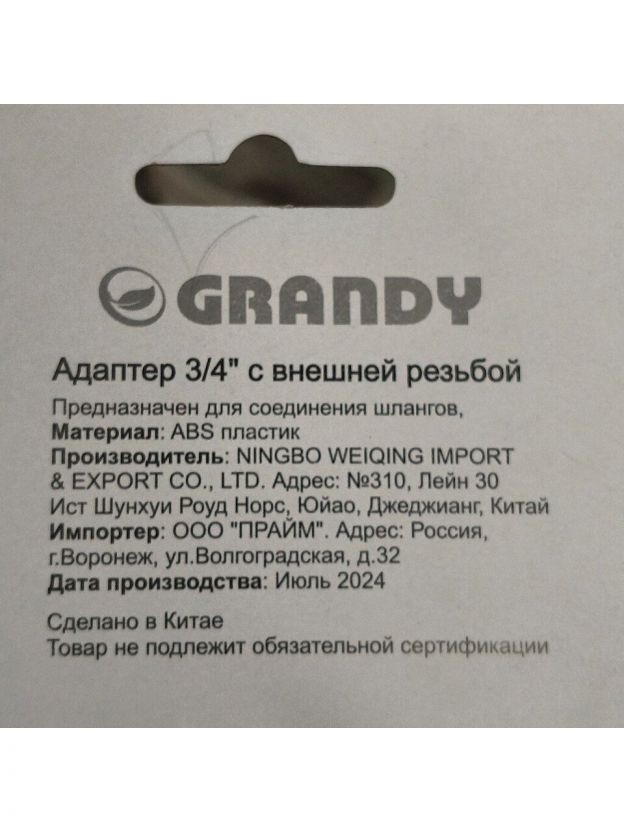 GRANDY
Адаптер 3/4" с внешней резьбой
Предназначен для соединения шлангов,
Материал: ABS пластик
Производитель: NINGBO WEIQING IMPORT
& EXPORT CO., LTD. Адрес: №310, Лейн 30
Ист Шунхуи Роуд Норс, Юйао, Джеджианг, Китай
Импортер: ООО "ПРАЙМ". Адрес: Россия,
г.Воронеж, ул.Волгоградская, д.32
Дата производства: Июль 2024
Сделано в Китае
Товар не подлежит обязательной сертификации